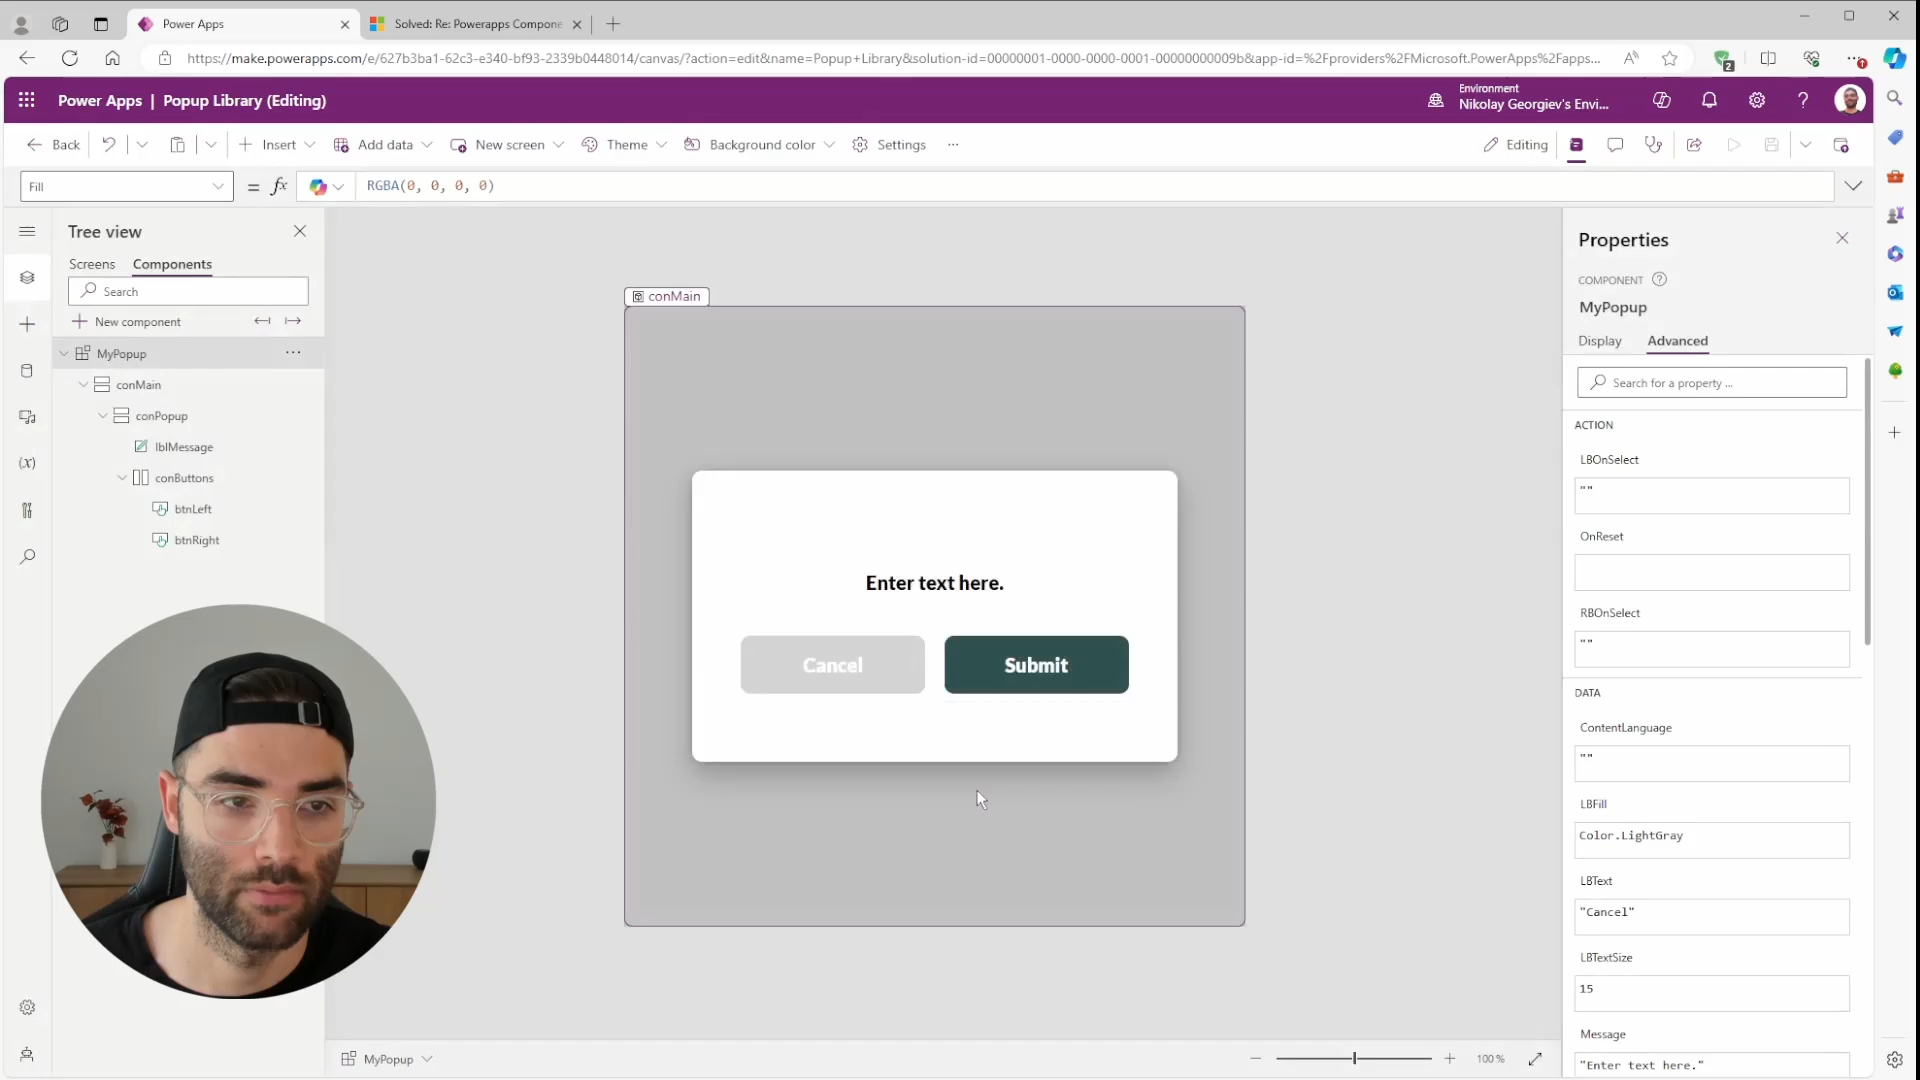 Power Apps
Solved: Re: Powerapps Compone
https://make.powerapps.com/e/627b3ba1-62c3-e340-bf93-2339b0448014/canvas/?action=edit&name=Popup+Library&solution-id=00000001-0000-0000-0001-00000000009b&app-id=%2Fproviders%2FMicrosoft.PowerApps%2Fapps...
2
Power Apps | Popup Library (Editing)
Environment
Nikolay Georgiev's Envi...
?
Back
Insert
Add data
New screen
Theme
Background color
Settings
...
Editing
Fill
= fx
RGBA(0, 0, 0, 0)
Tree view
Screens
Components
Search
New component
MyPopup
...
conMain
conPopup
lblMessage
conButtons
btnLeft
btnRight
conMain
Enter text here.
Cancel
Submit
MyPopup
100 %
Properties
COMPONENT
MyPopup
Display
Advanced
Search for a property ...
ACTION
LBOnSelect
""
OnReset
RBOnSelect
""
DATA
ContentLanguage
""
LBFill
Color.LightGray
LBText
"Cancel"
LBTextSize
15
Message
"Enter text here."